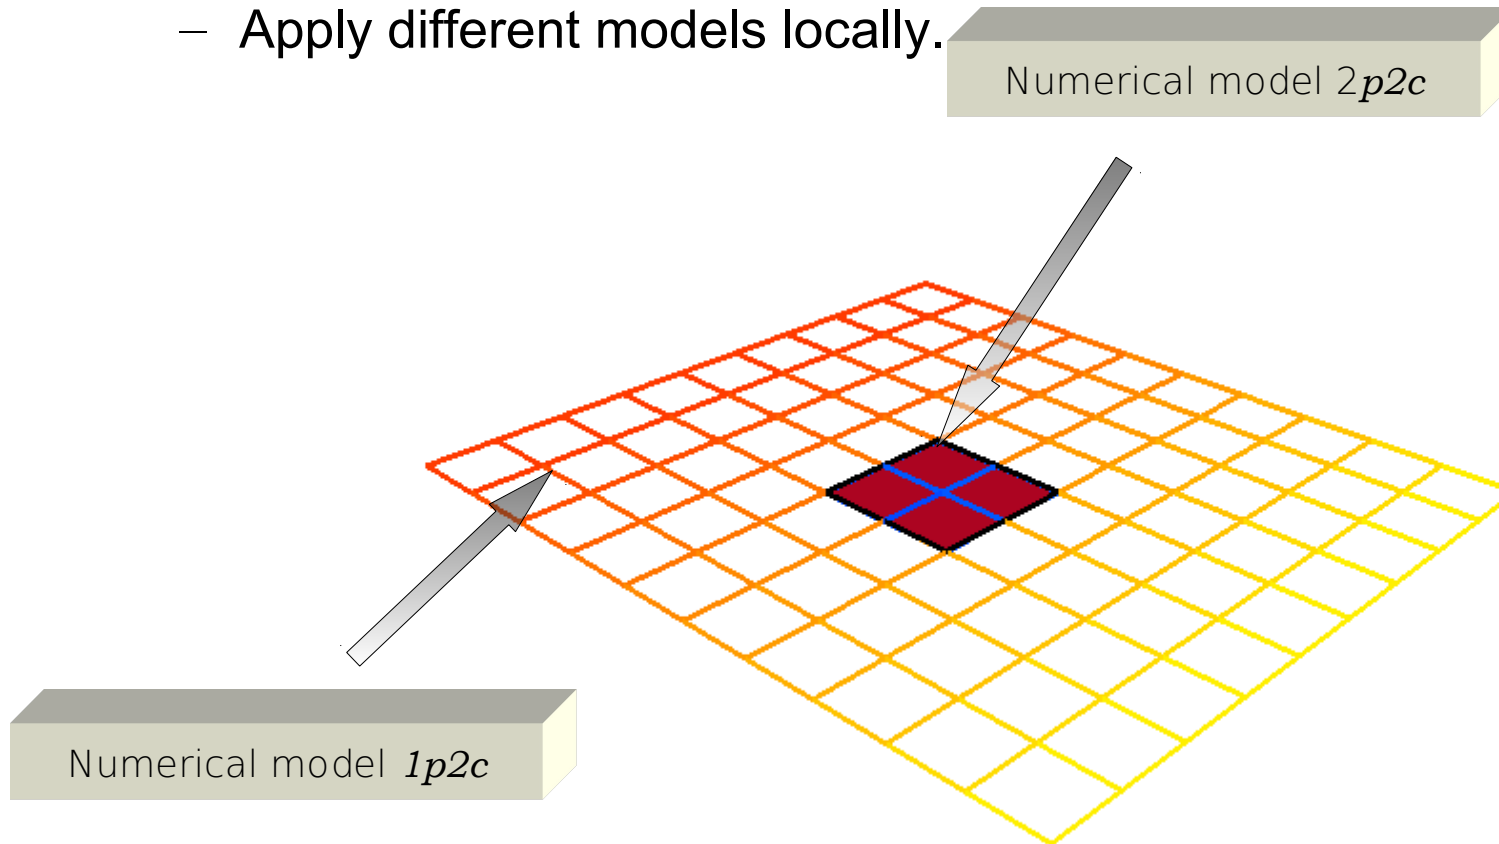 – Apply different models locally.
Numerical model 2p2c
Numerical model 1p2c